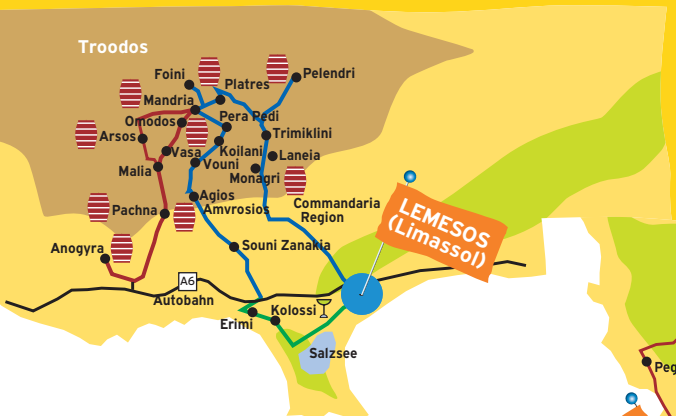 Troodos
Foini
Platres
Pelendri
Mandria
Omodos
Pera Pedi
Arsos
Trimiklini
Vasa
Koilani
Laneia
Malia
Vouni
Monagri
Agios
Amvrosios
Commandaria
Region
Pachna
LEMESOS
(Limassol)
Anogyra
Souni Zanakia
A6
Autobahn
Kolossi
Erimi
Salzsee
Peg